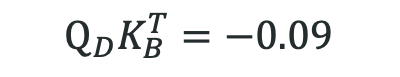 Q_D K_B^T = −0.09